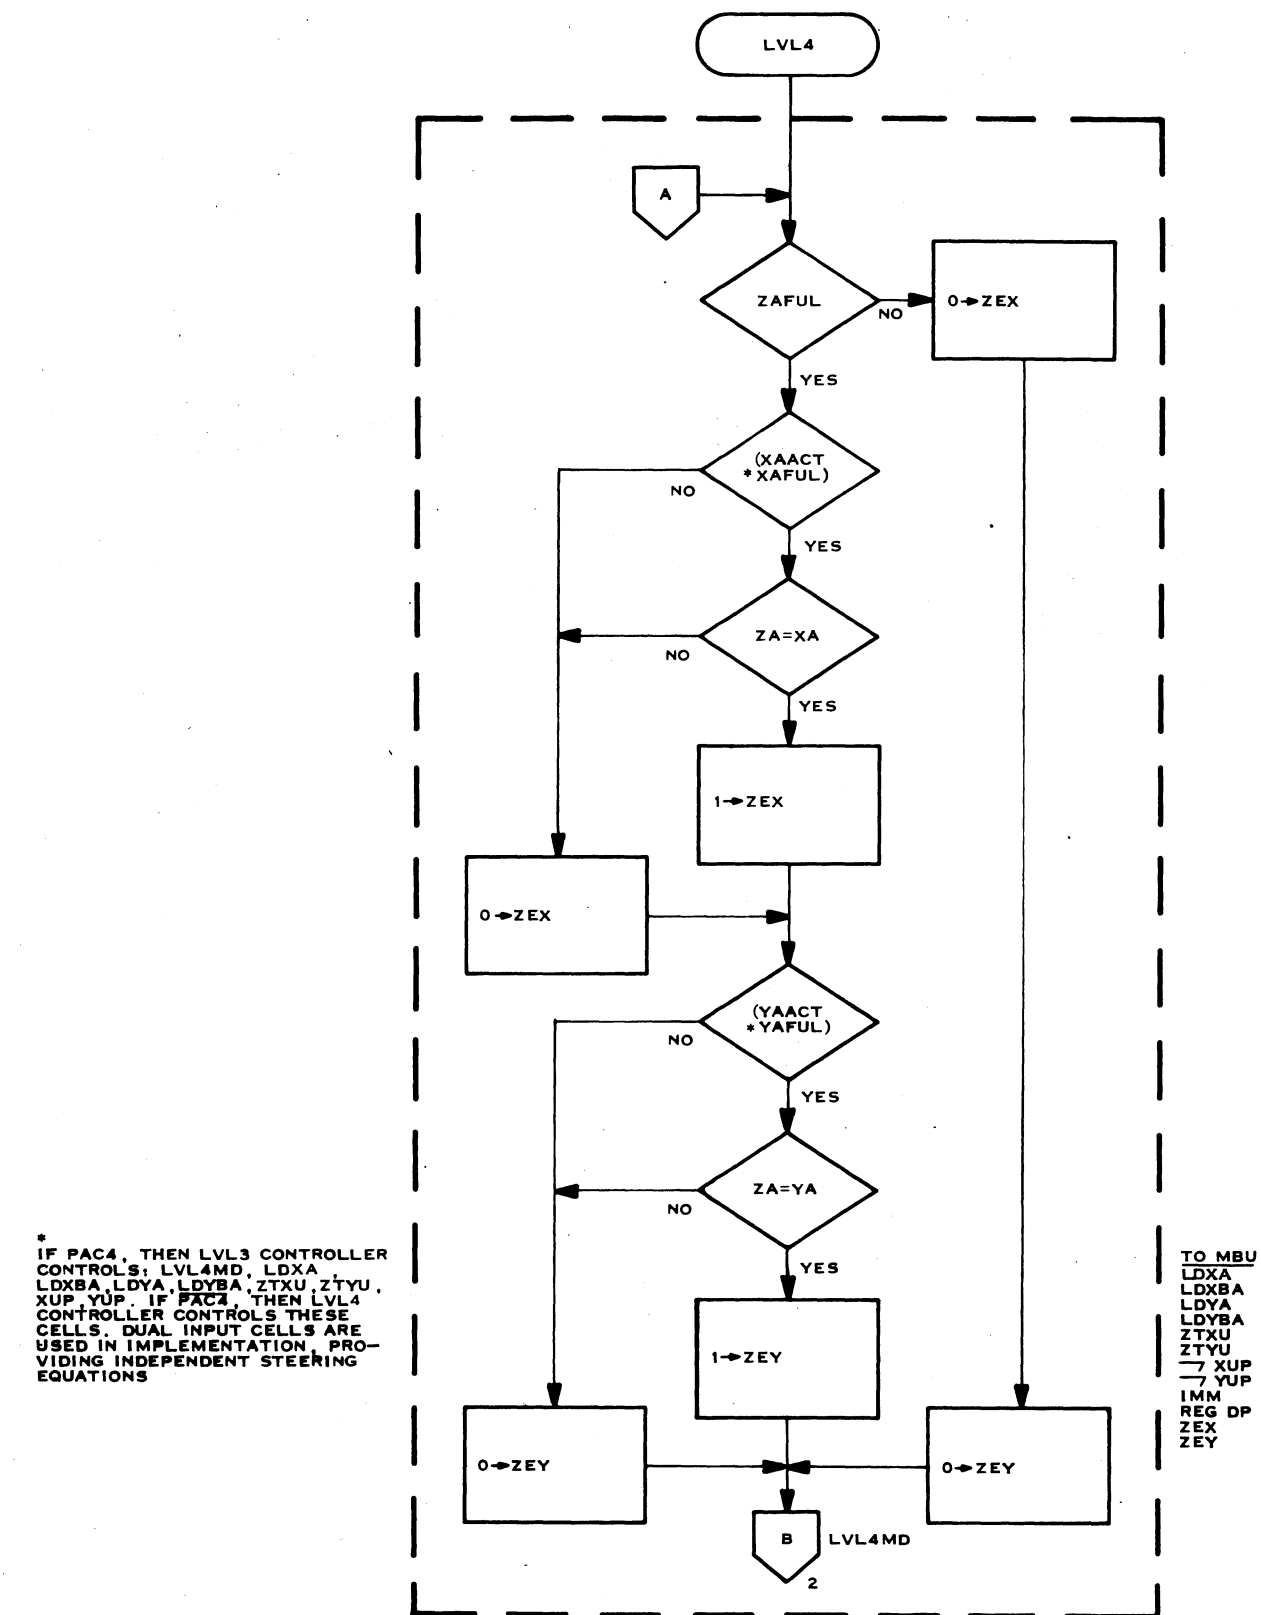 LVL4
A
ZAFUL
NO
0→ZEX
YES
(XAACT
* XAFUL)
NO
YES
ZA=XA
NO
YES
1→ZEX
0→ZEX
(YAACT
* YAFUL)
NO
YES
ZA=YA
NO
YES
1→ZEY
0→ZEY
0→ZEY
B
LVL4MD
2
*
IF PAC4, THEN LVL3 CONTROLLER
CONTROLS: LVL4MD, LDXA,
LDXBA, LDYA, LDYBA, ZTXU, ZTYU,
XUP, YUP. IF P̅A̅C̅4̅, THEN LVL4
CONTROLLER CONTROLS THESE
CELLS. DUAL INPUT CELLS ARE
USED IN IMPLEMENTATION, PRO-
VIDING INDEPENDENT STEERING
EQUATIONS
TO MBU
LDXA
LDXBA
LDYA
LDYBA
ZTXU
ZTYU
¬ XUP
¬ YUP
IMM
REG DP
ZEX
ZEY